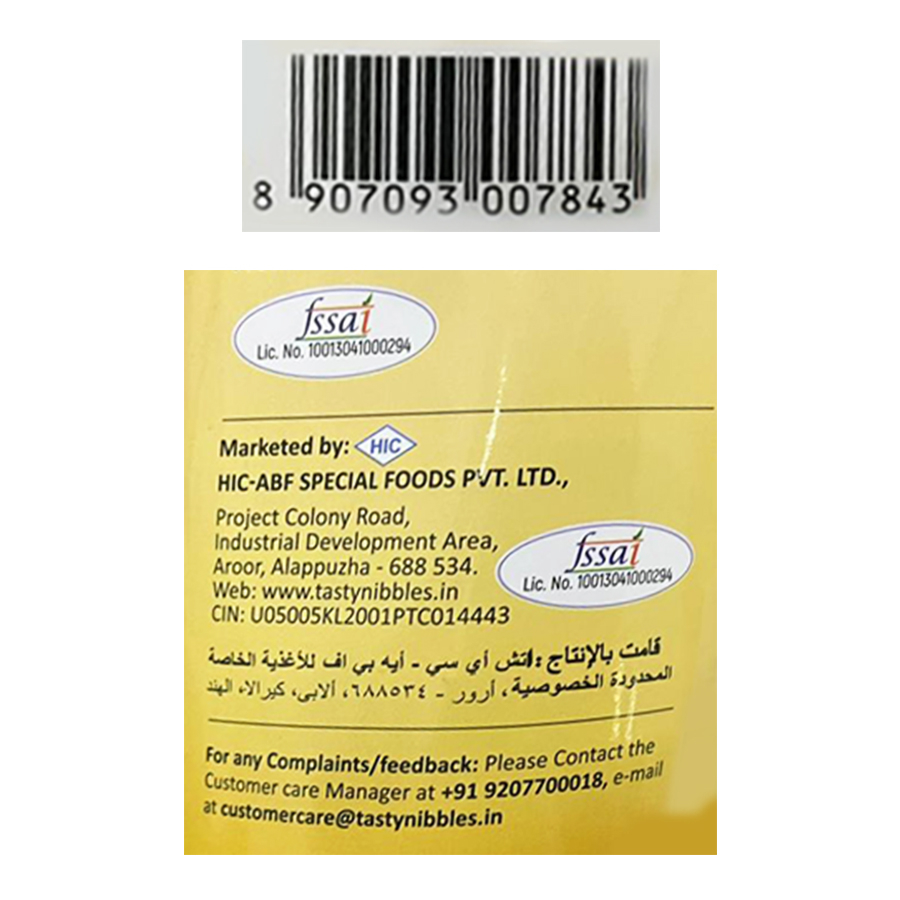 8 907093 007843
fssai
Lic. No. 10013041000294
Marketed by: HIC
HIC-ABF SPECIAL FOODS PVT. LTD.,
Project Colony Road,
Industrial Development Area,
Aroor, Alappuzha - 688 534.
Web: www.tastynibbles.in
CIN: U05005KL2001PTC014443
fssai
Lic. No. 10013041000294
قامت بالإنتاج : اتش أي سي - أيه بي اف للأغذية الخاصة
المحدودة الخصوصية، أرور - ٦٨٨٥٣٤، ألابى، كيرالا، الهند
For any Complaints/feedback: Please Contact the
Customer care Manager at +91 9207700018, e-mail
at customercare@tastynibbles.in